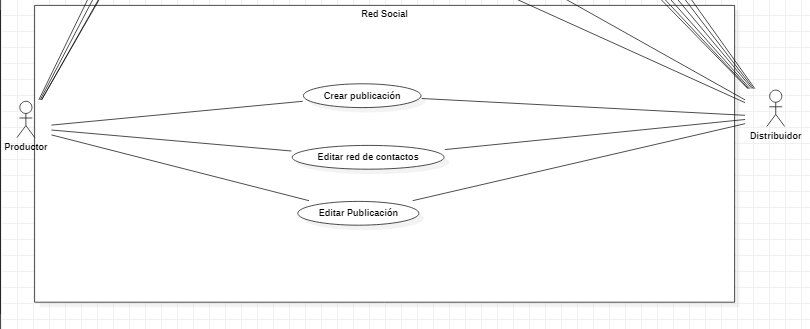 Red Social
Crear publicación
Productor
Distribuidor
Editar red de contactos
Editar Publicación